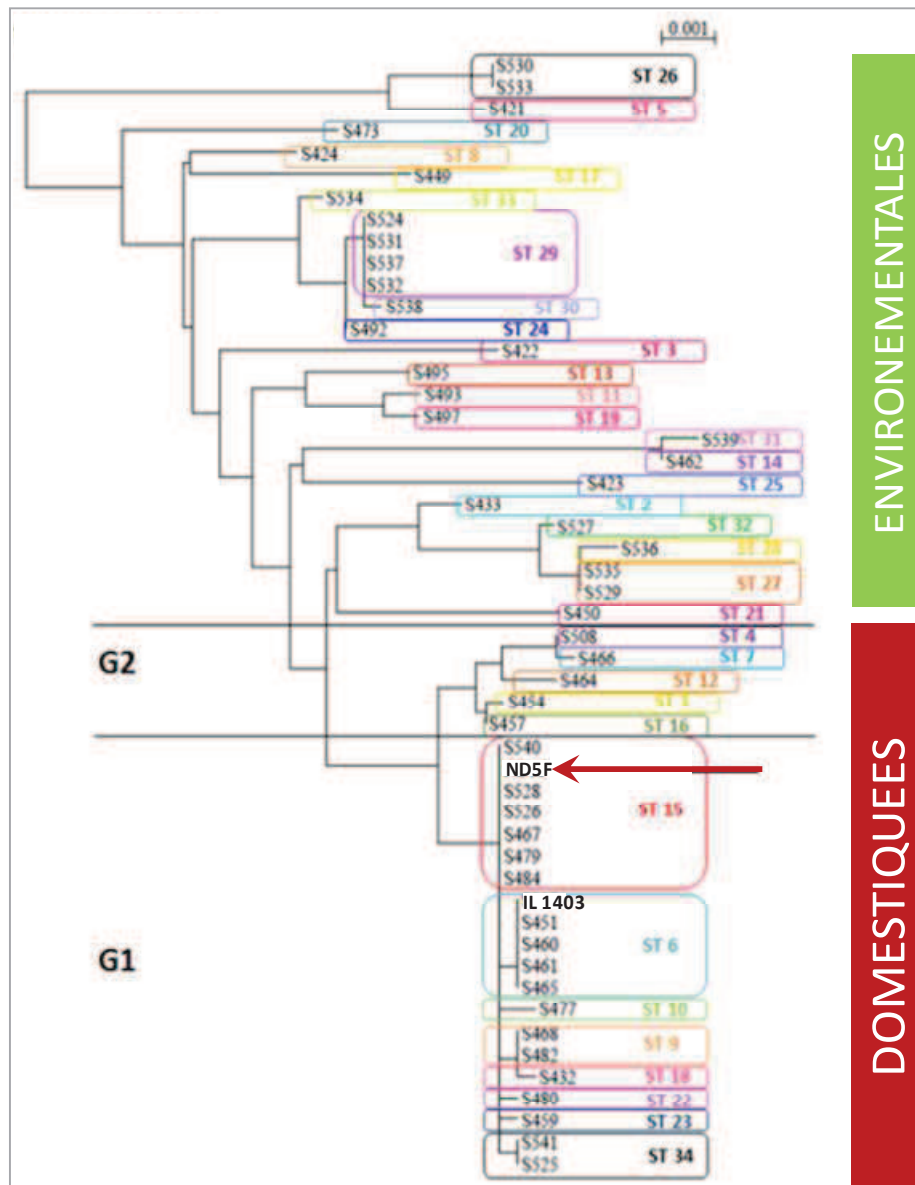 0.001
S530
S533
ST 26
S421 ST 5
S473 ST 20
S424 ST 8
S449 ST 17
S534 ST 33
S524
S531
S537
S532
ST 29
S538 ST 30
S492 ST 24
S422 ST 3
S495 ST 13
S493 ST 11
S497 ST 19
S539 ST 31
S462 ST 14
S423 ST 25
S433 ST 2
S527 ST 32
S536 ST 28
S535
S529
ST 27
S450 ST 21
G2
S508 ST 4
S466 ST 7
S464 ST 12
S454 ST 1
S457 ST 16
G1
S540
ND5F
S528
S526
S467
S479
S484
ST 15
IL 1403
S451
S460
S461
S465
ST 6
S477 ST 10
S468
S482
ST 9
S432 ST 18
S480 ST 22
S459 ST 23
S541
S525
ST 34
ENVIRONEMENTALES
DOMESTIQUEES